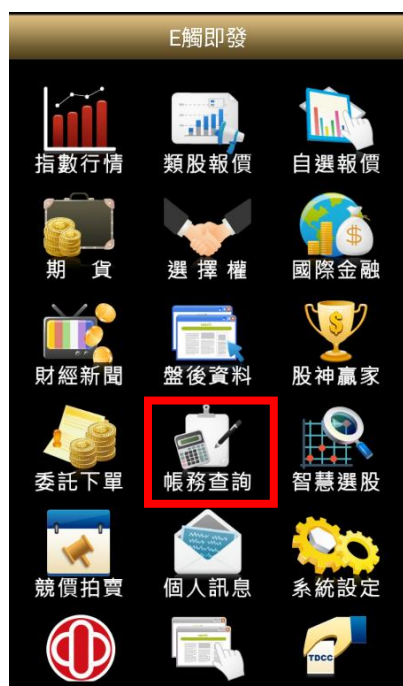 E觸即發
指數行情 類股報價 自選報價
期 貨 選 擇 權 國際金融
財經新聞 盤後資料 股神贏家
委託下單 帳務查詢 智慧選股
競價拍賣 個人訊息 系統設定
TDCC